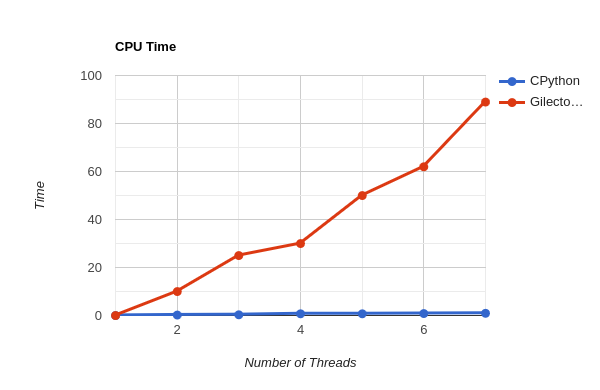 CPU Time
100
80
60
40
20
0
2 4 6
Time
Number of Threads
CPython
Gilecto…